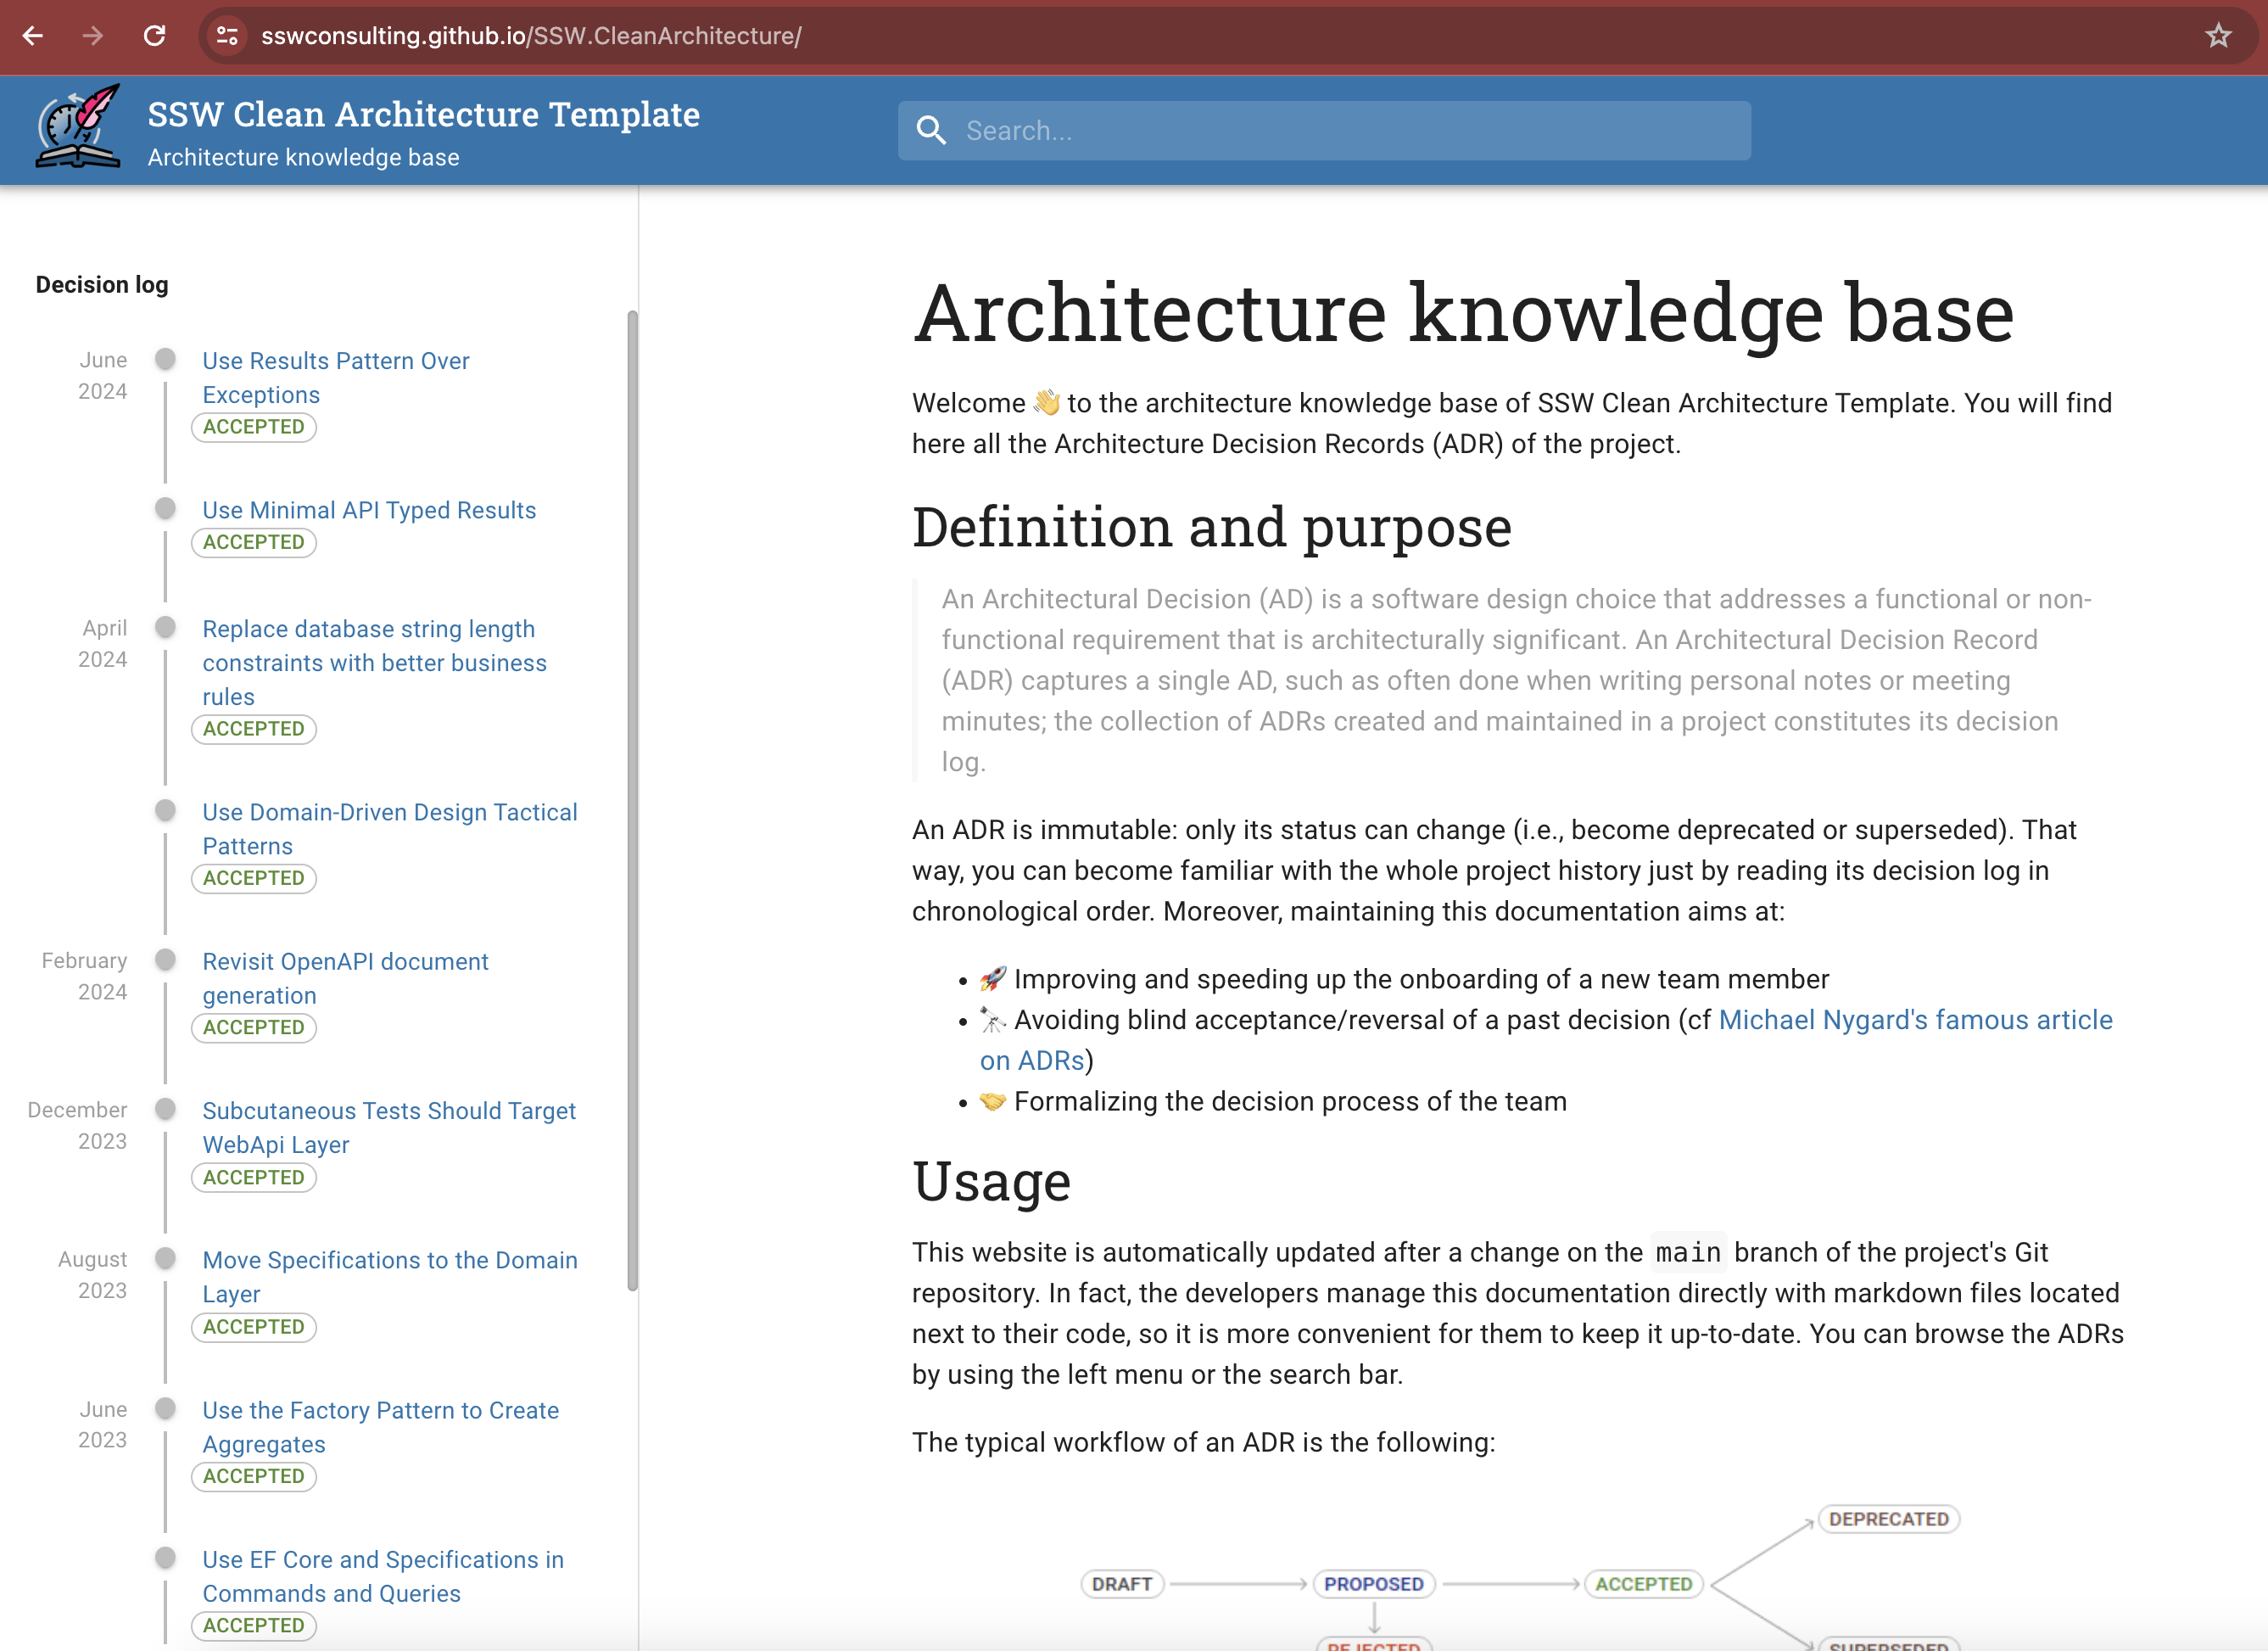 sswconsulting.github.io/SSW.CleanArchitecture/
SSW Clean Architecture Template
Architecture knowledge base
Search...
Decision log
June
2024
Use Results Pattern Over
Exceptions
ACCEPTED
Use Minimal API Typed Results
ACCEPTED
April
2024
Replace database string length
constraints with better business
rules
ACCEPTED
Use Domain-Driven Design Tactical
Patterns
ACCEPTED
February
2024
Revisit OpenAPI document
generation
ACCEPTED
December
2023
Subcutaneous Tests Should Target
WebApi Layer
ACCEPTED
August
2023
Move Specifications to the Domain
Layer
ACCEPTED
June
2023
Use the Factory Pattern to Create
Aggregates
ACCEPTED
Use EF Core and Specifications in
Commands and Queries
ACCEPTED
Architecture knowledge base
Welcome 👋 to the architecture knowledge base of SSW Clean Architecture Template. You will find
here all the Architecture Decision Records (ADR) of the project.
Definition and purpose
An Architectural Decision (AD) is a software design choice that addresses a functional or non-
functional requirement that is architecturally significant. An Architectural Decision Record
(ADR) captures a single AD, such as often done when writing personal notes or meeting
minutes; the collection of ADRs created and maintained in a project constitutes its decision
log.
An ADR is immutable: only its status can change (i.e., become deprecated or superseded). That
way, you can become familiar with the whole project history just by reading its decision log in
chronological order. Moreover, maintaining this documentation aims at:
• 🚀 Improving and speeding up the onboarding of a new team member
• 🔭 Avoiding blind acceptance/reversal of a past decision (cf Michael Nygard's famous article
on ADRs)
• 🤝 Formalizing the decision process of the team
Usage
This website is automatically updated after a change on the main branch of the project's Git
repository. In fact, the developers manage this documentation directly with markdown files located
next to their code, so it is more convenient for them to keep it up-to-date. You can browse the ADRs
by using the left menu or the search bar.
The typical workflow of an ADR is the following:
DEPRECATED
DRAFT
PROPOSED
ACCEPTED
REJECTED
SUPERSEDED